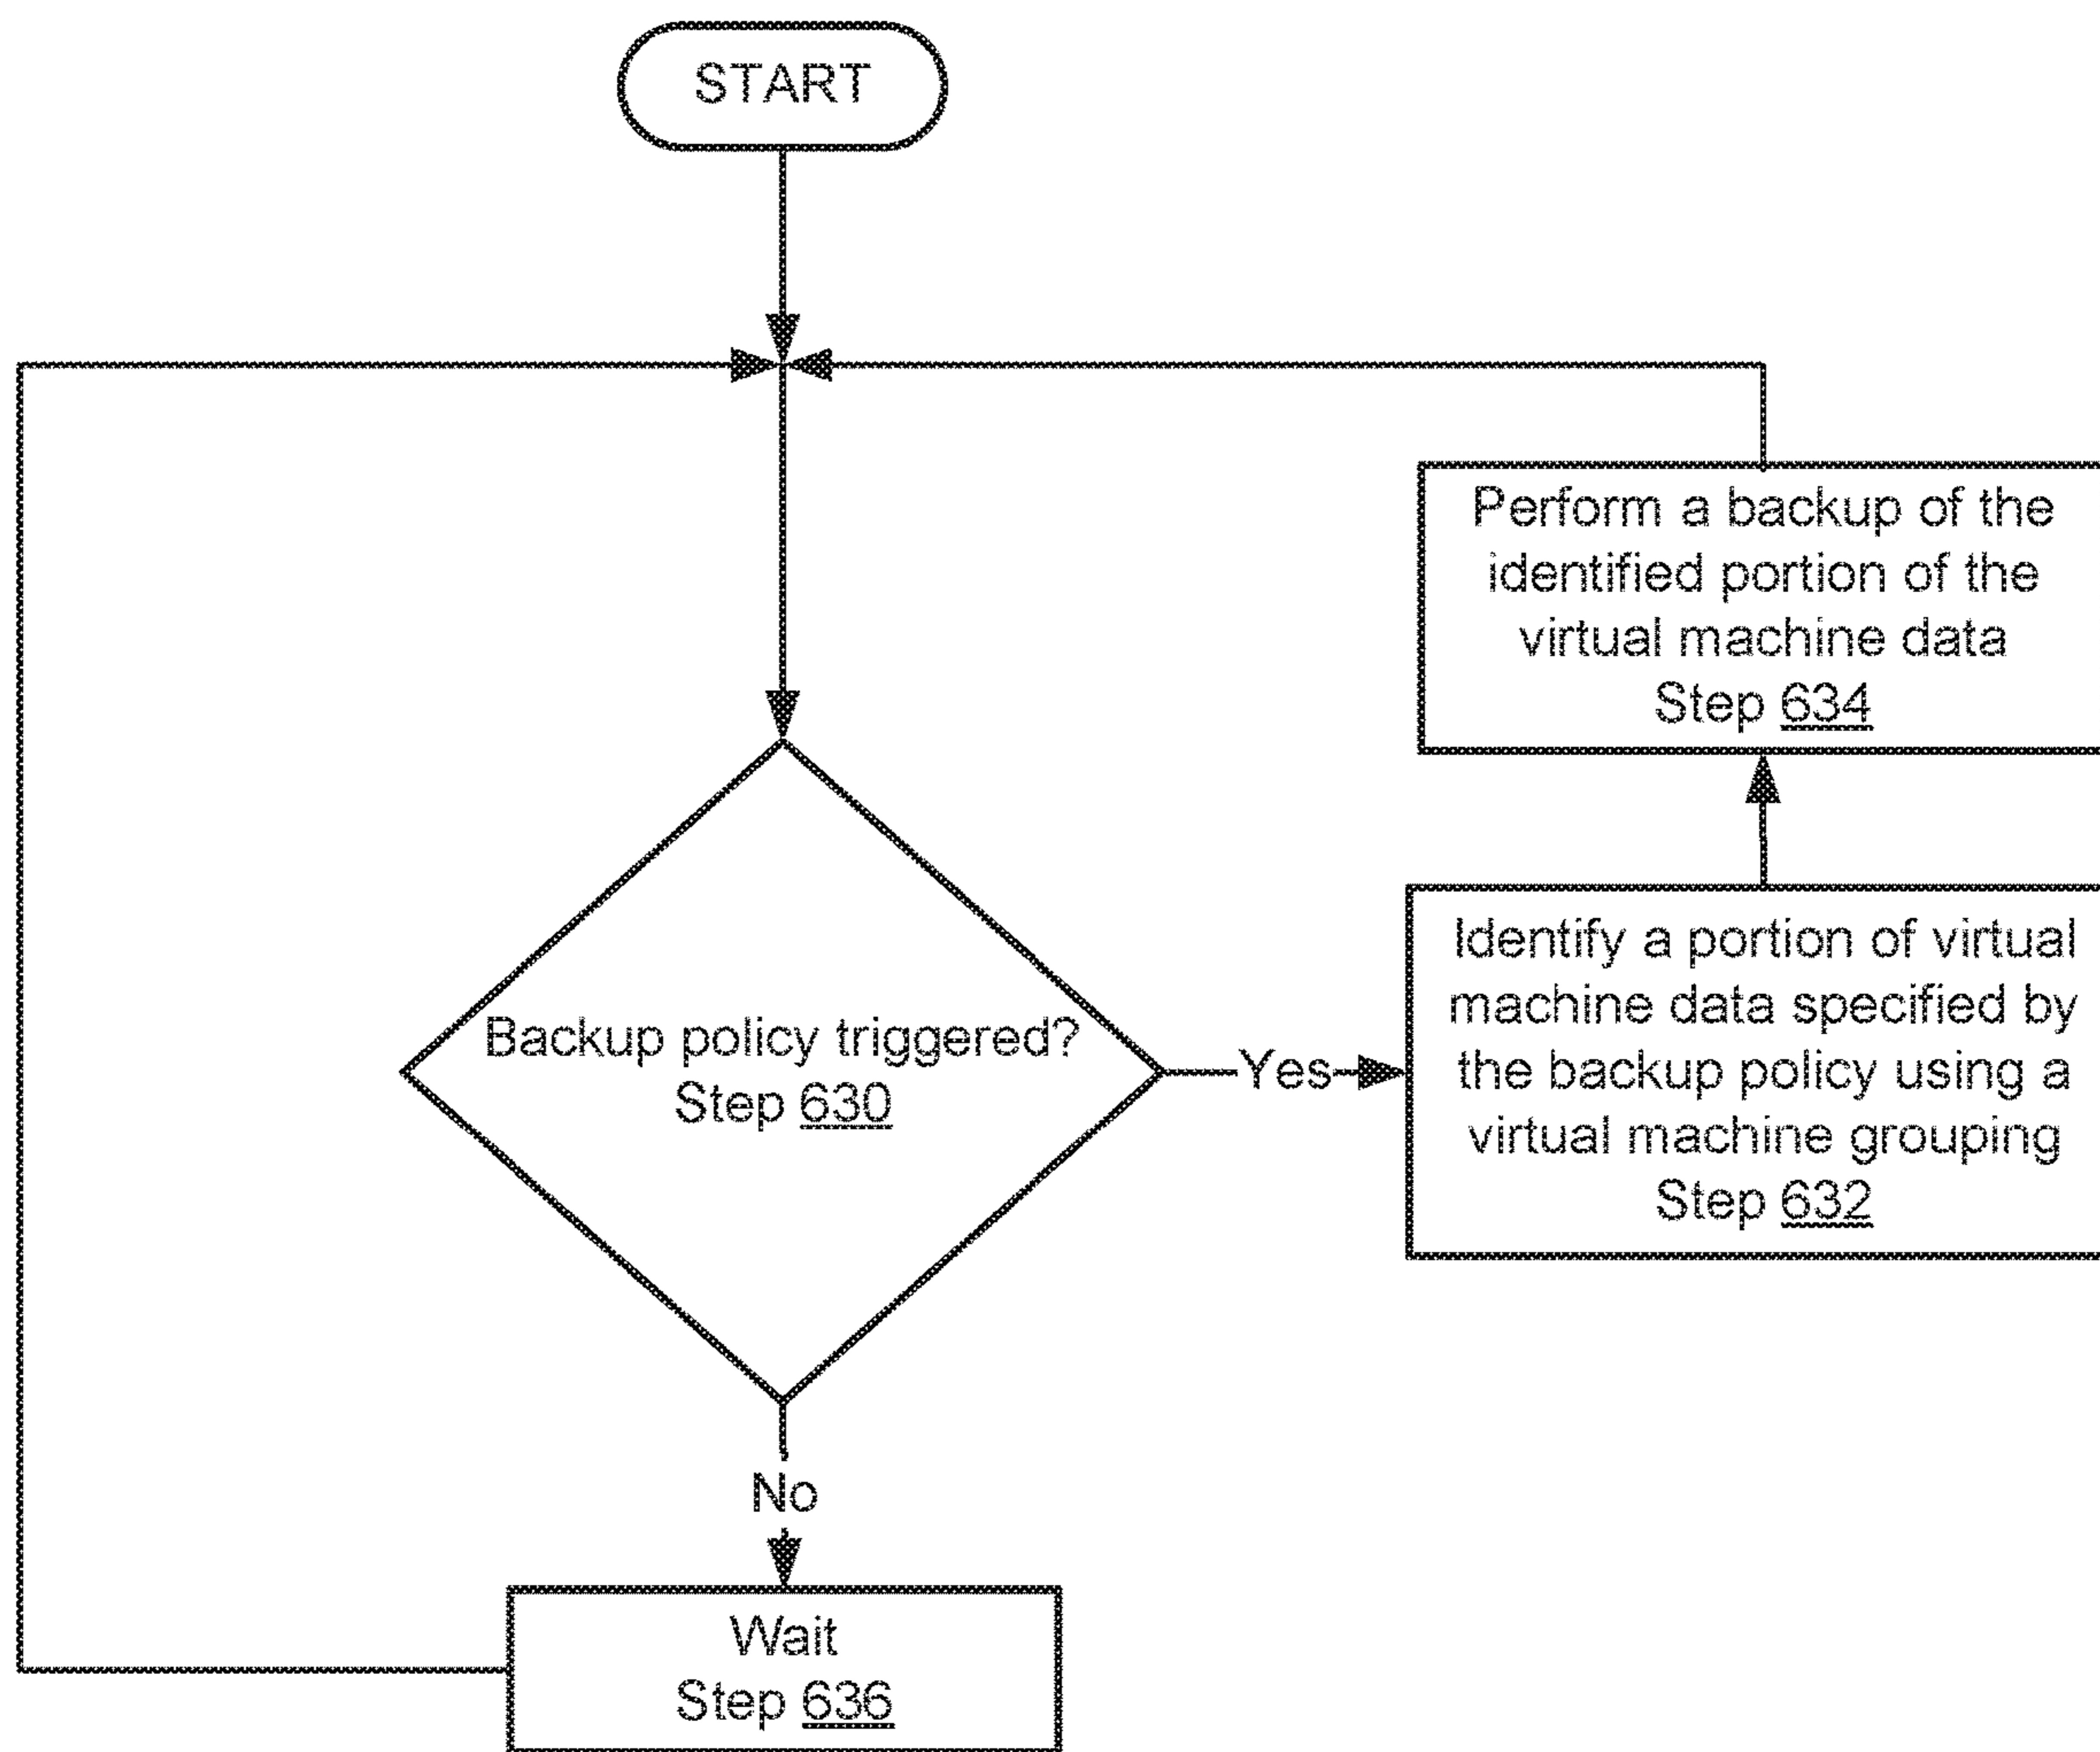 START
Backup policy triggered?
Step 630
Yes
Identify a portion of virtual
machine data specified by
the backup policy using a
virtual machine grouping
Step 632
Perform a backup of the
identified portion of the
virtual machine data
Step 634
No
Wait
Step 636